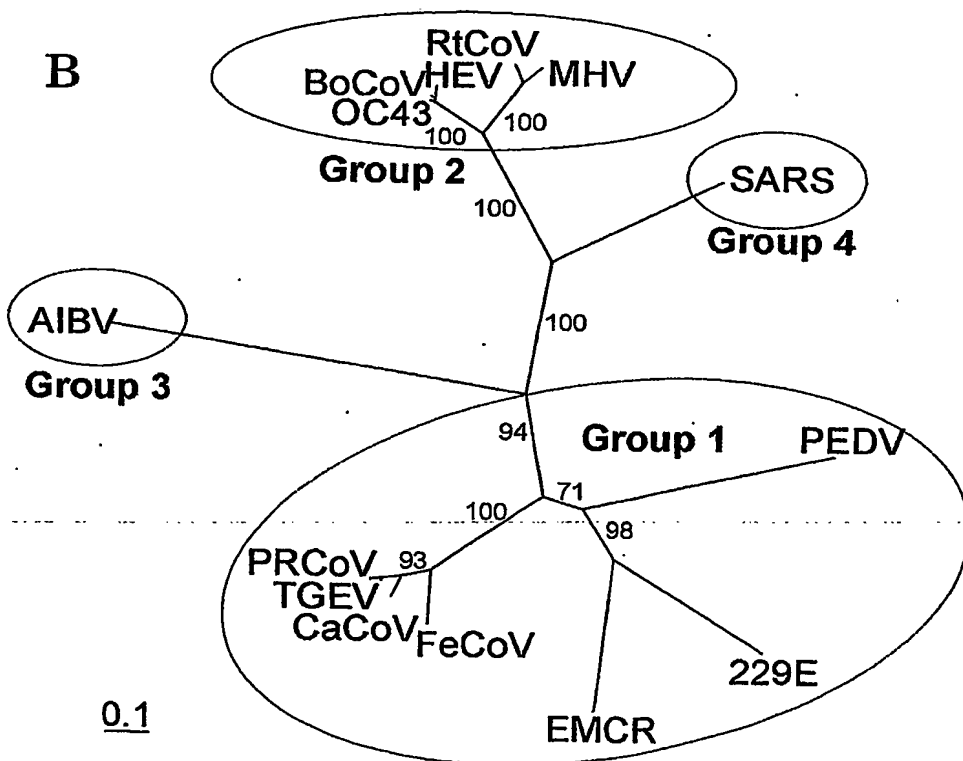 B
RtCoV
HEV
MHV
BoCoV
OC43
100
100
Group 2
100
SARS
Group 4
AIBV
100
Group 3
94
Group 1
PEDV
71
100
98
PRCoV
93
TGEV
CaCoV
FeCoV
229E
EMCR
0.1